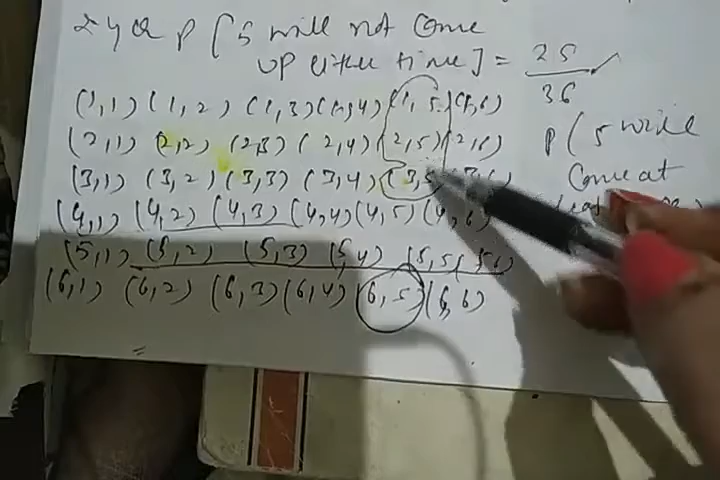 P [ 5 will not come
up either time ] = 25/36
(1,1) (1,2) (1,3) (1,4) (1,5) (1,6)
(2,1) (2,2) (2,3) (2,4) (2,5) (2,6)
(3,1) (3,2) (3,3) (3,4) (3,5) (3,6)
(4,1) (4,2) (4,3) (4,4) (4,5) (4,6)
(5,1) (5,2) (5,3) (5,4) (5,5) (5,6)
(6,1) (6,2) (6,3) (6,4) (6,5) (6,6)
P ( 5 will
come at